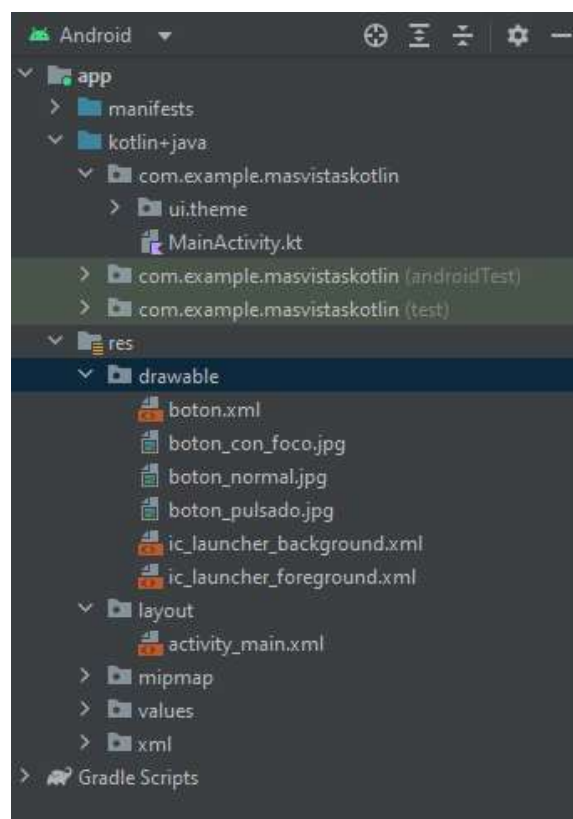 Android
app
manifests
kotlin+java
com.example.masvistaskotlin
ui.theme
MainActivity.kt
com.example.masvistaskotlin (androidTest)
com.example.masvistaskotlin (test)
res
drawable
boton.xml
boton_con_foco.jpg
boton_normal.jpg
boton_pulsado.jpg
ic_launcher_background.xml
ic_launcher_foreground.xml
layout
activity_main.xml
mipmap
values
xml
Gradle Scripts